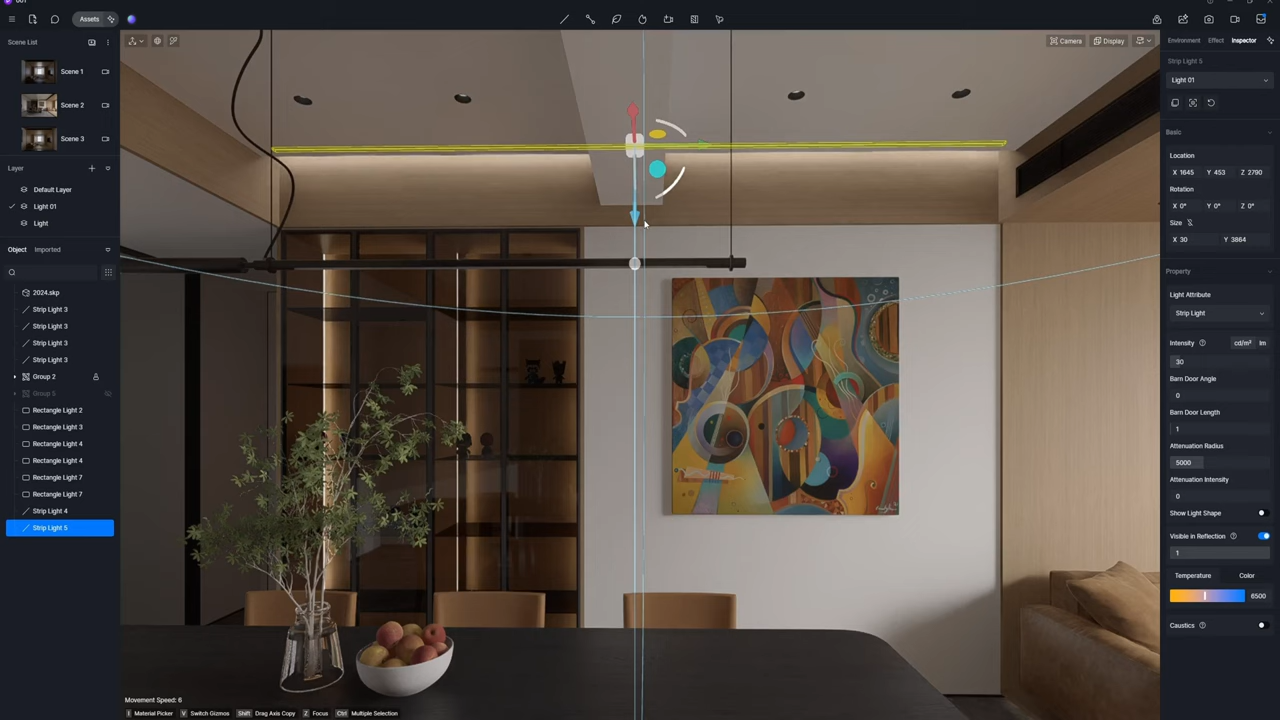 001
Assets
Scene List
Scene 1
Scene 2
Scene 3
Layer
Default Layer
Light 01
Light
Object Imported
2024.skp
Strip Light 3
Strip Light 3
Strip Light 3
Strip Light 3
Group 2
Group 5
Rectangle Light 2
Rectangle Light 3
Rectangle Light 4
Rectangle Light 4
Rectangle Light 7
Rectangle Light 7
Strip Light 4
Strip Light 5
Camera
Display
Movement Speed: 6
Material Picker
V Switch Gizmos
Shift Drag Axis Copy
Z Focus
Ctrl Multiple Selection
Environment Effect Inspector
Strip Light 5
Light 01
Basic
Location
X 1645 Y 453 Z 2790
Rotation
X 0° Y 0° Z 0°
Size
X 30 Y 3864
Property
Light Attribute
Strip Light
Intensity cd/m² lm
30
Barn Door Angle
0
Barn Door Length
1
Attenuation Radius
5000
Attenuation Intensity
0
Show Light Shape
Visible in Reflection
1
Temperature Color
6500
Caustics